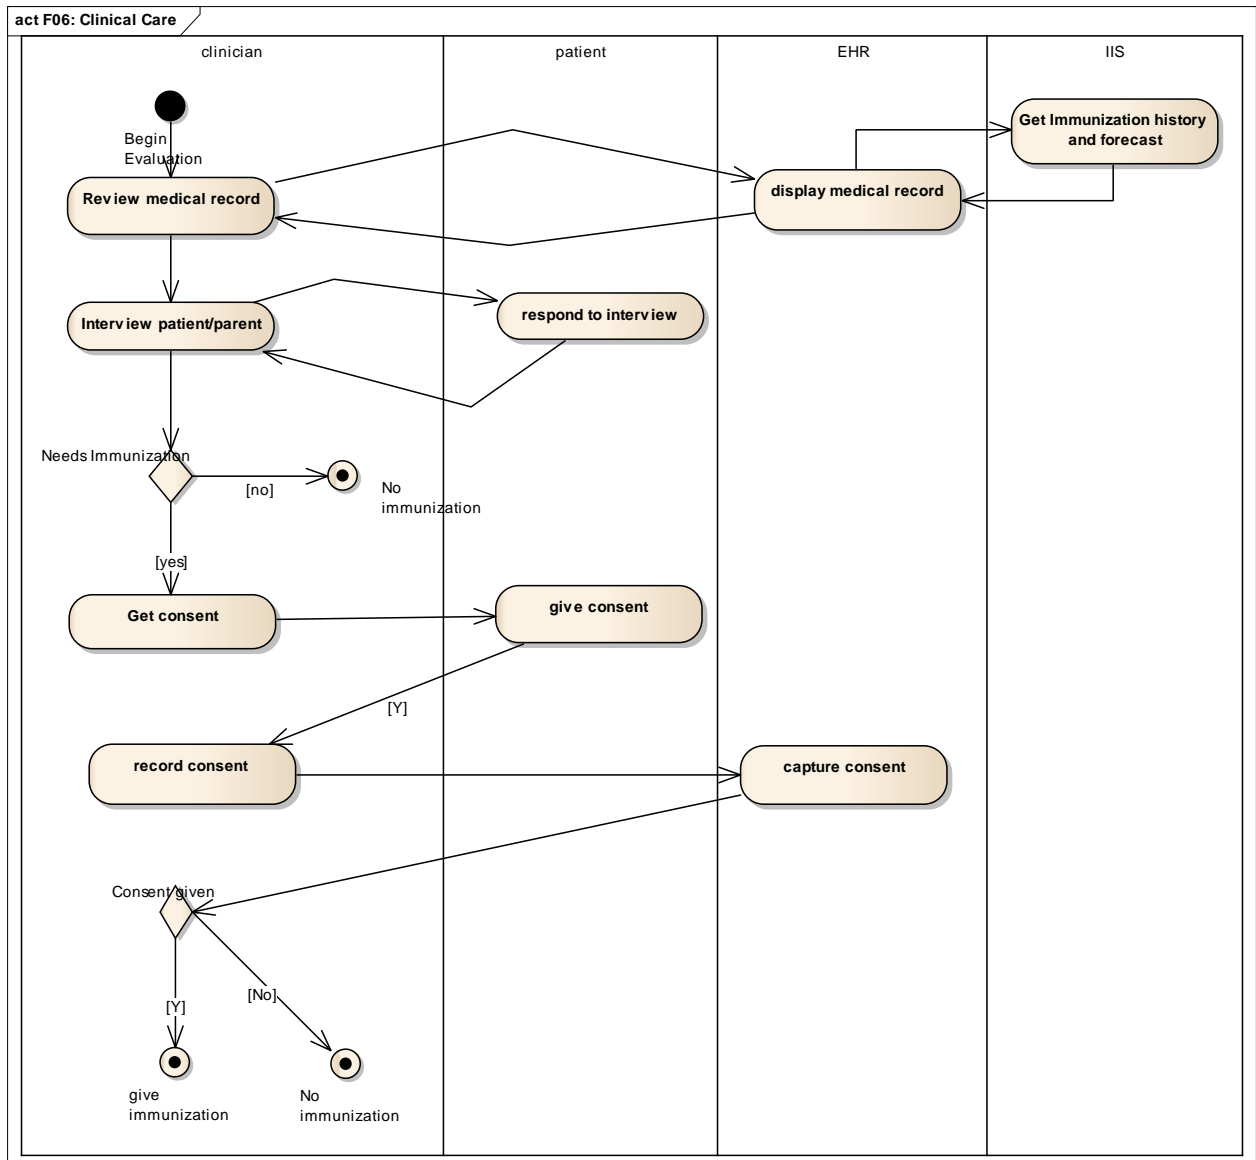 act F06: Clinical Care
clinician
patient
EHR
IIS
Begin
Evaluation
Get Immunization history
and forecast
Review medical record
display medical record
Interview patient/parent
respond to interview
Needs Immunization
[no]
No
immunization
[yes]
Get consent
give consent
[Y]
record consent
capture consent
Consent given
[No]
[Y]
give
immunization
No
immunization